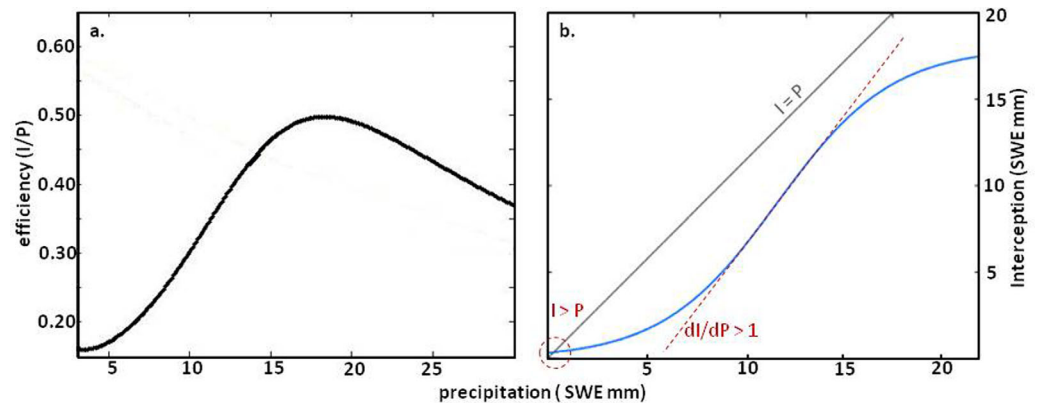 a.
efficiency (I/P)
0.60
0.50
0.40
0.30
0.20
5
10
15
20
25
b.
I = P
I > P
dI/dP > 1
20
15
10
5
Interception (SWE mm)
5
10
15
20
precipitation ( SWE mm)